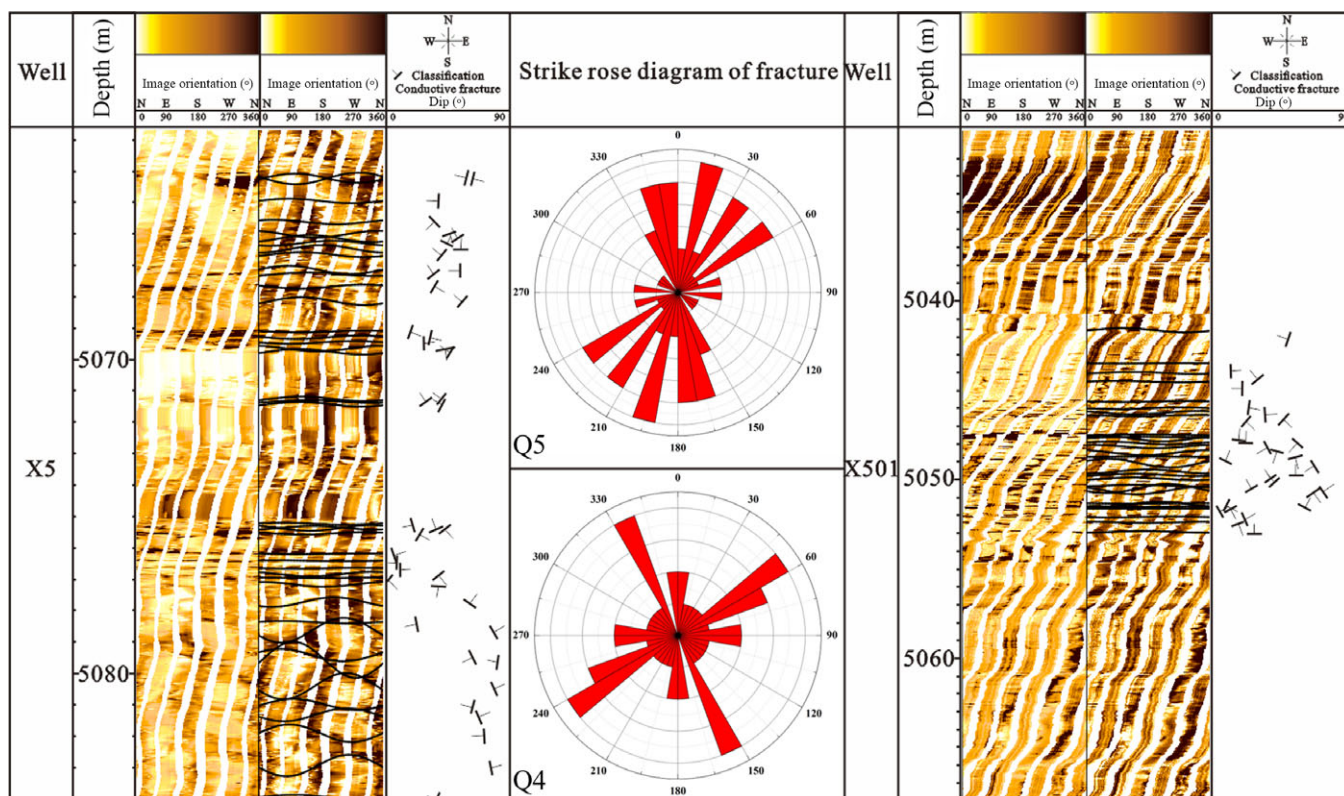 Well
Depth (m)
Image orientation (o)
N E S W N
0 90 180 270 360
Image orientation (o)
N E S W N
0 90 180 270 360
N
W E
S
Classification
Conductive fracture
Dip (o)
0 90
Strike rose diagram of fracture
Well
Depth (m)
Image orientation (o)
N E S W N
0 90 180 270 360
Image orientation (o)
N E S W N
0 90 180 270 360
N
W E
S
Classification
Conductive fracture
Dip (o)
0 9
X5
5070
5080
0
330 30
300 60
270 90
240 120
210 150
180
Q5
0
330 30
300 60
270 90
240 120
210 150
180
Q4
X501
5040
5050
5060